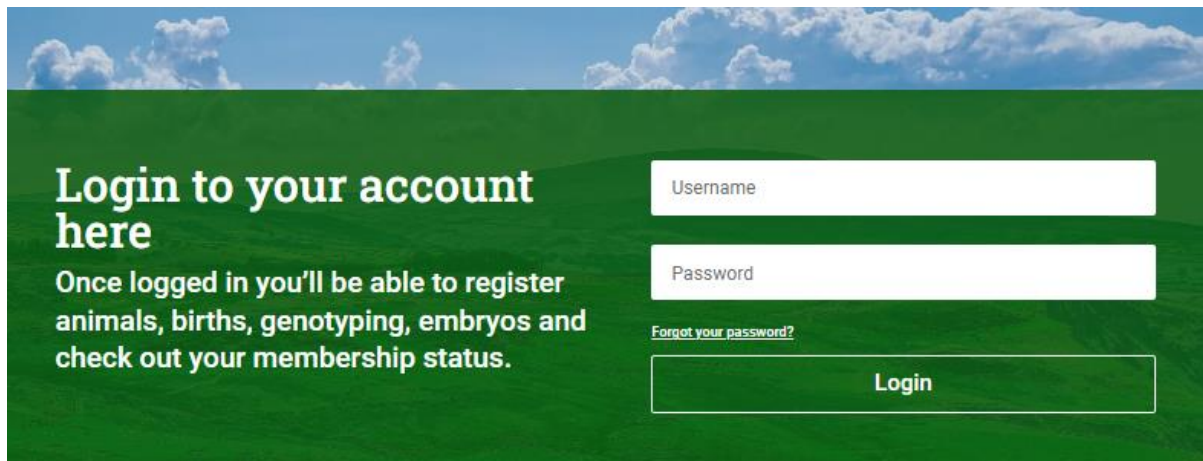 Login to your account
here
Once logged in you'll be able to register
animals, births, genotyping, embryos and
check out your membership status.
Username
Password
Forgot your password?
Login